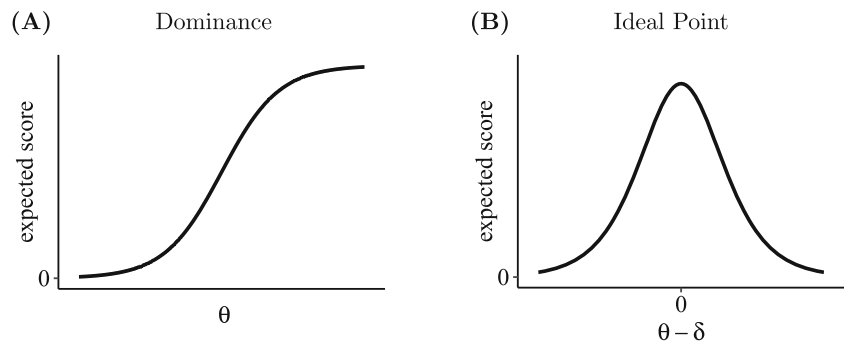 (A) Dominance
expected score
0
θ
(B) Ideal Point
expected score
0
0
θ – δ